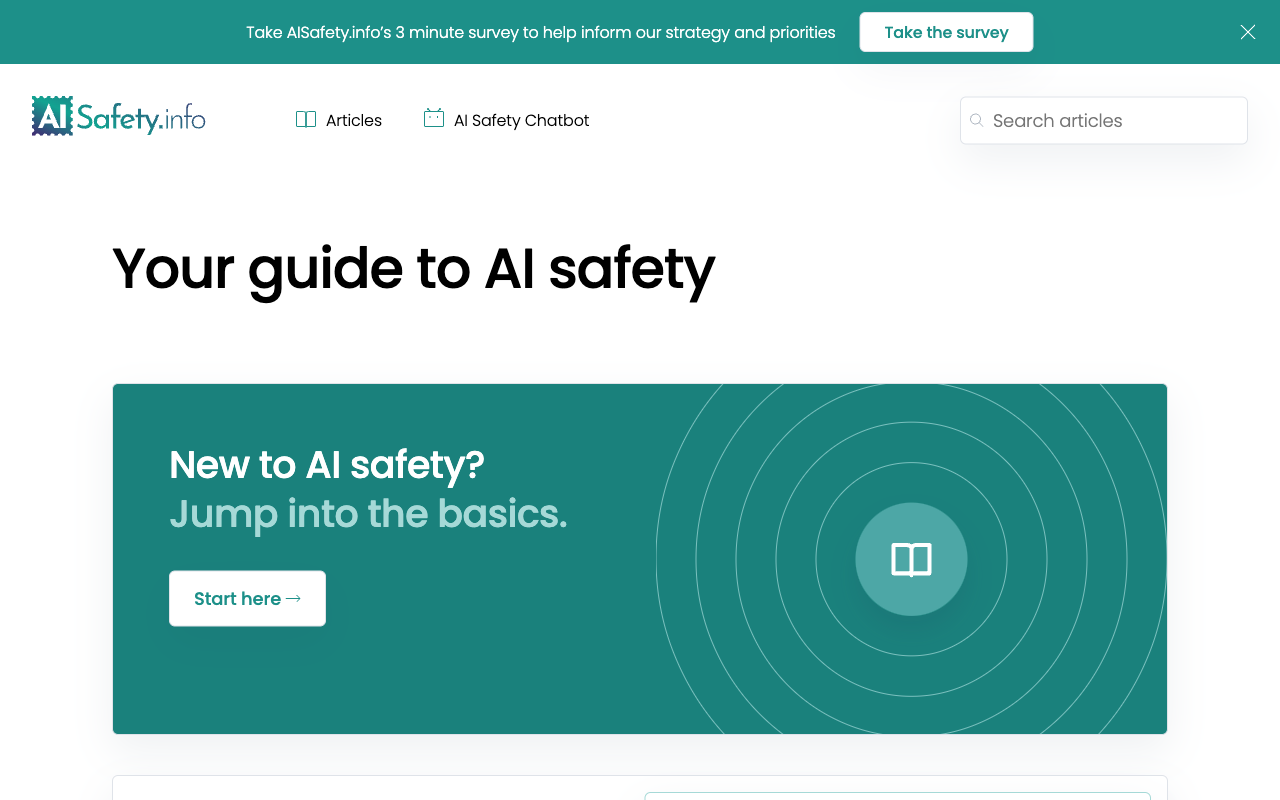 Take AISafety.info’s 3 minute survey to help inform our strategy and priorities
Take the survey
AISafety.info
Articles
AI Safety Chatbot
Search articles
Your guide to AI safety
New to AI safety?
Jump into the basics.
Start here →